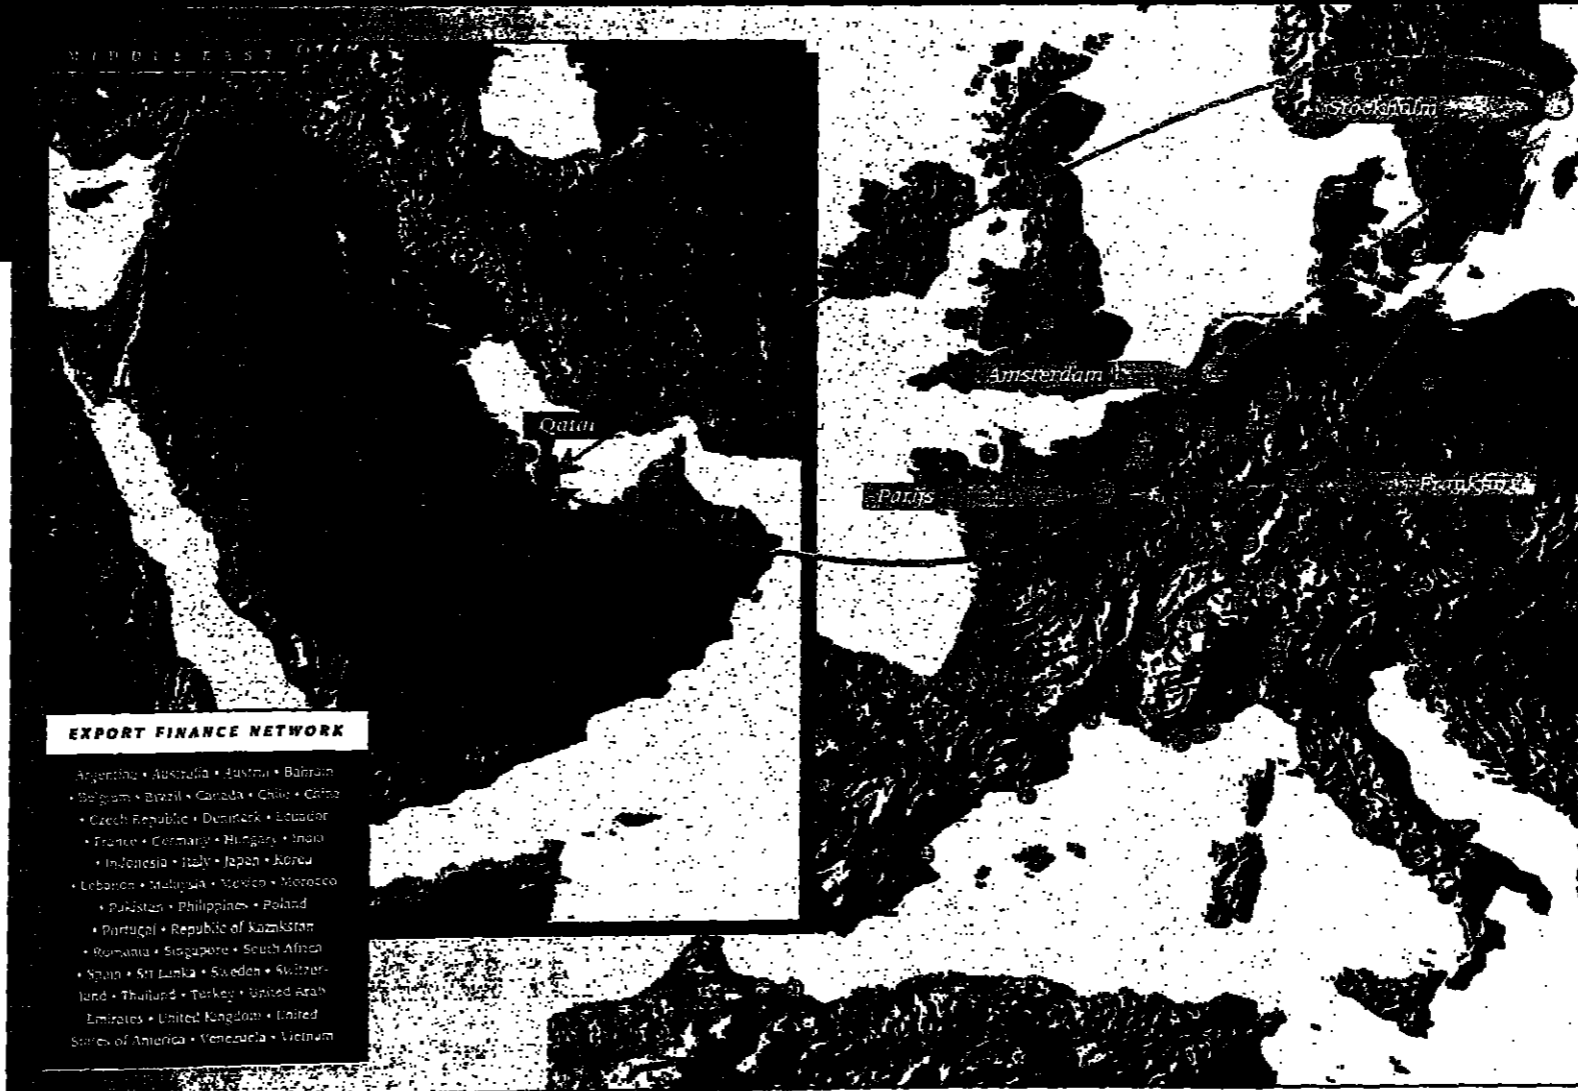 MIDDLE EAST
Stockholm
Amsterdam
Qatar
Parijs
Frankfurt
EXPORT FINANCE NETWORK
Argentina • Australia • Austria • Bahrain
• Belgium • Brazil • Canada • Chile • China
• Czech Republic • Denmark • Ecuador
• France • Germany • Hungary • India
• Indonesia • Italy • Japan • Korea
• Lebanon • Malaysia • Mexico • Morocco
• Pakistan • Philippines • Poland
• Portugal • Republic of Kazakstan
• Romania • Singapore • South Africa
• Spain • Sri Lanka • Sweden • Switzer-
land • Thailand • Turkey • United Arab
Emirates • United Kingdom • United
States of America • Venezuela • Vietnam